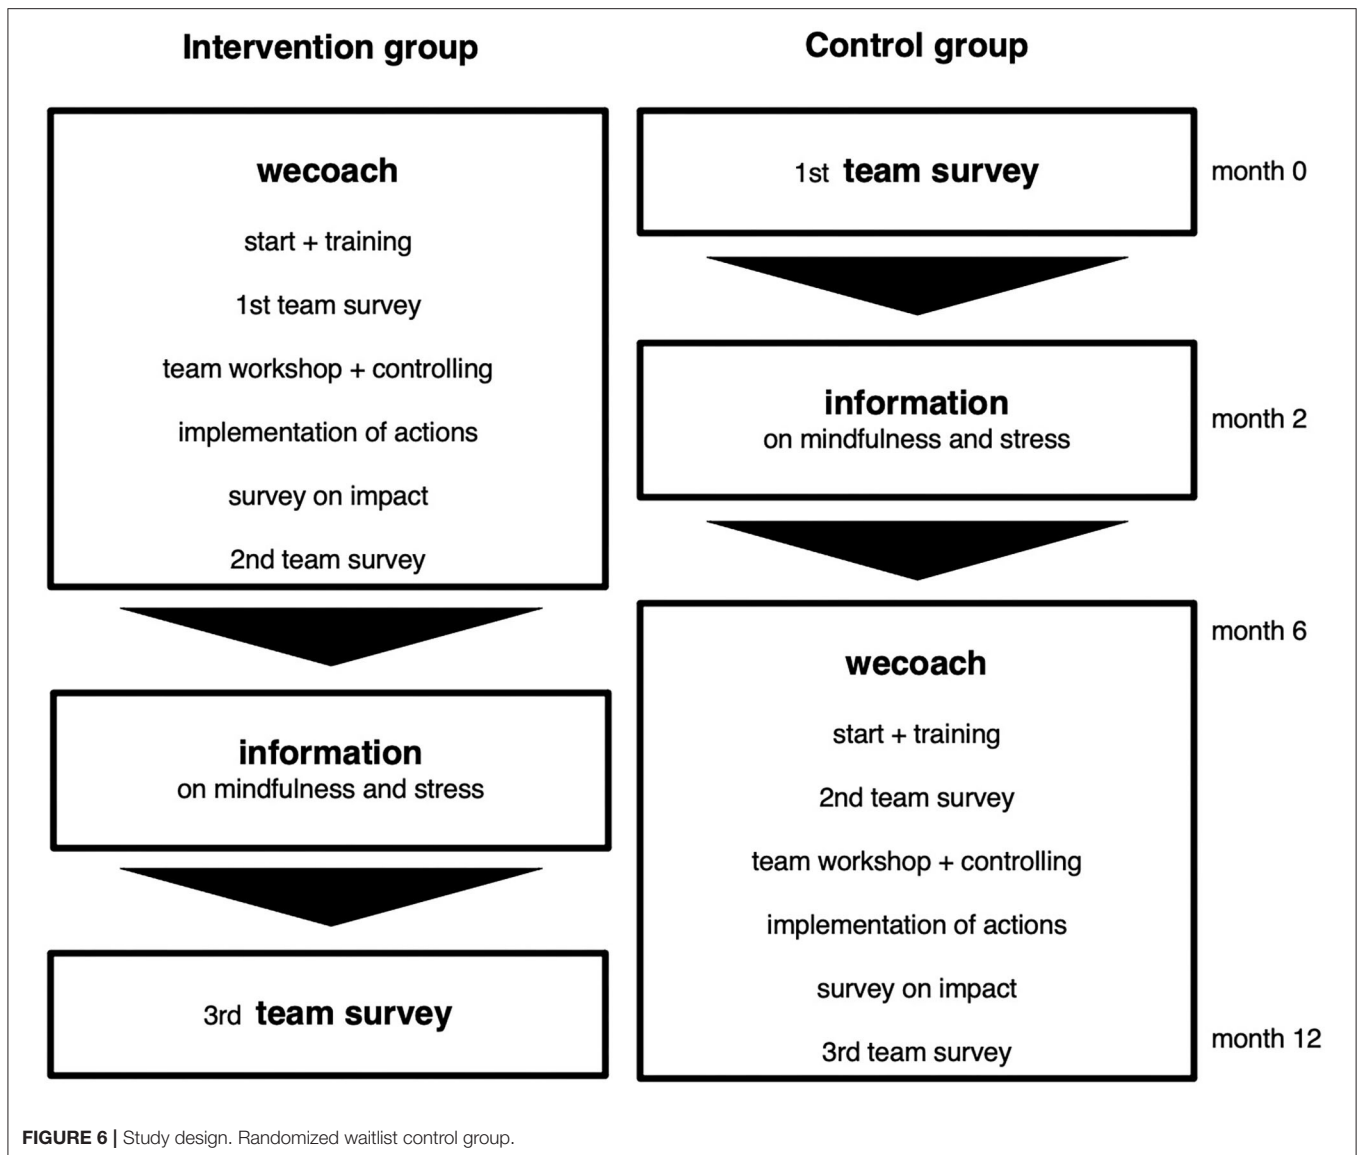 Intervention group
wecoach
start + training
1st team survey
team workshop + controlling
implementation of actions
survey on impact
2nd team survey
information
on mindfulness and stress
3rd team survey
Control group
1st team survey
information
on mindfulness and stress
wecoach
start + training
2nd team survey
team workshop + controlling
implementation of actions
survey on impact
3rd team survey
month 0
month 2
month 6
month 12
FIGURE 6 | Study design. Randomized waitlist control group.